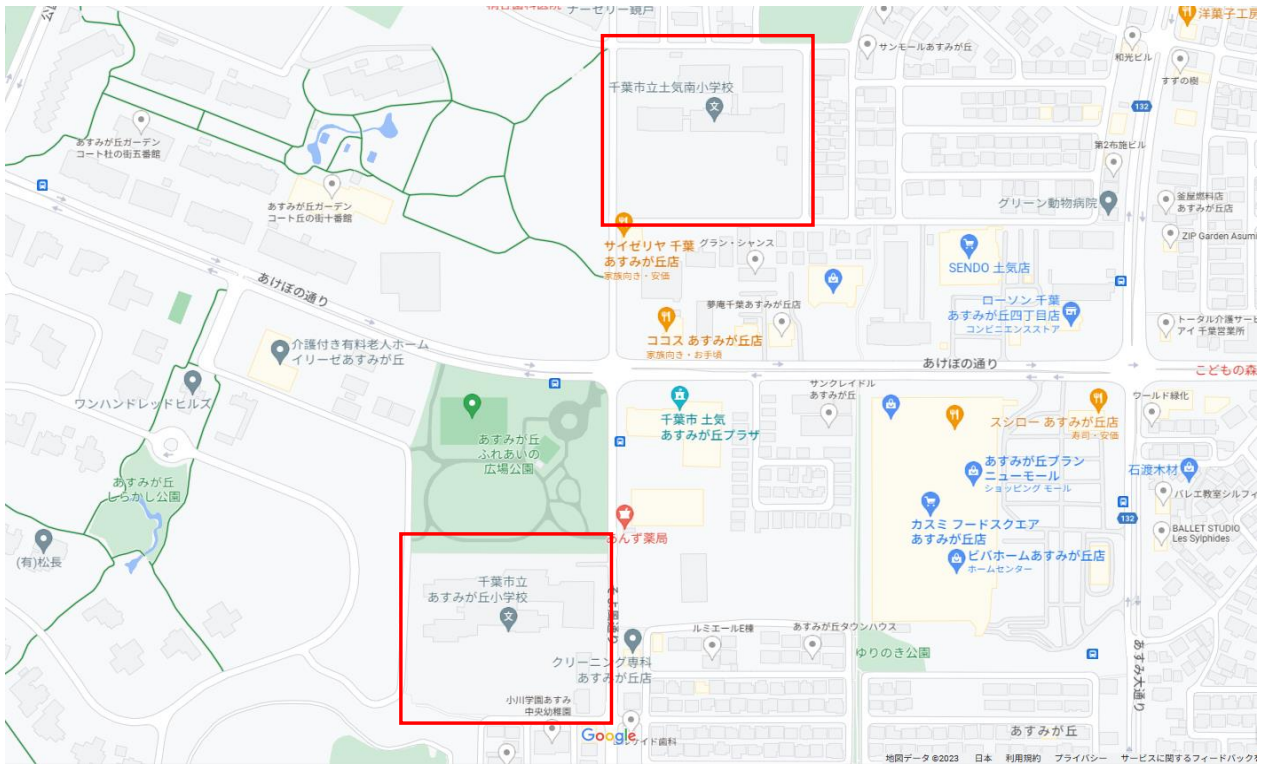 ナーセリー鏡戸
洋菓子工房
サンモールあすみが丘
和光ビル
すずの樹
132
千葉市立土気南小学校
文
あすみが丘ガーデン
コート杜の街五番館
第2布施ビル
あすみが丘ガーデン
コート丘の街十番館
グリーン動物病院
釜屋燃料店
あすみが丘店
サイゼリヤ 千葉
あすみが丘店
家族向き・安価
グラン・シャンス
ZIP Garden Asumi
SENDO 土気店
あけぼの通り
夢庵千葉あすみが丘店
ローソン 千葉
あすみが丘四丁目店
コンビニエンスストア
トータル介護サービ
アイ 千葉営業所
ココス あすみが丘店
家族向き・お手頃
介護付き有料老人ホーム
イリーゼあすみが丘
あけぼの通り
こどもの森
ワンハンドレッドヒルズ
サンクレイドル
あすみが丘
ワールド緑化
千葉市 土気
あすみが丘プラザ
スシロー あすみが丘店
寿司・安価
あすみが丘
ふれあいの
広場公園
あすみが丘ブラン
ニューモール
ショッピング モール
石渡木材
あすみが丘
しらかし公園
バレエ教室シルフィ
132
カスミ フードスクエア
あすみが丘店
BALLET STUDIO
Les Sylphides
あんず薬局
(有)松長
ビバホームあすみが丘店
ホームセンター
千葉市立
あすみが丘小学校
文
ルミエールE棟
あすみが丘タウンハウス
ゆりのき公園
クリーニング専科
あすみが丘店
あすみ大通り
小川学園あすみ
中央幼稚園
Google
あすみが丘
地図データ ©2023 日本 利用規約 プライバシー サービスに関するフィードバックを